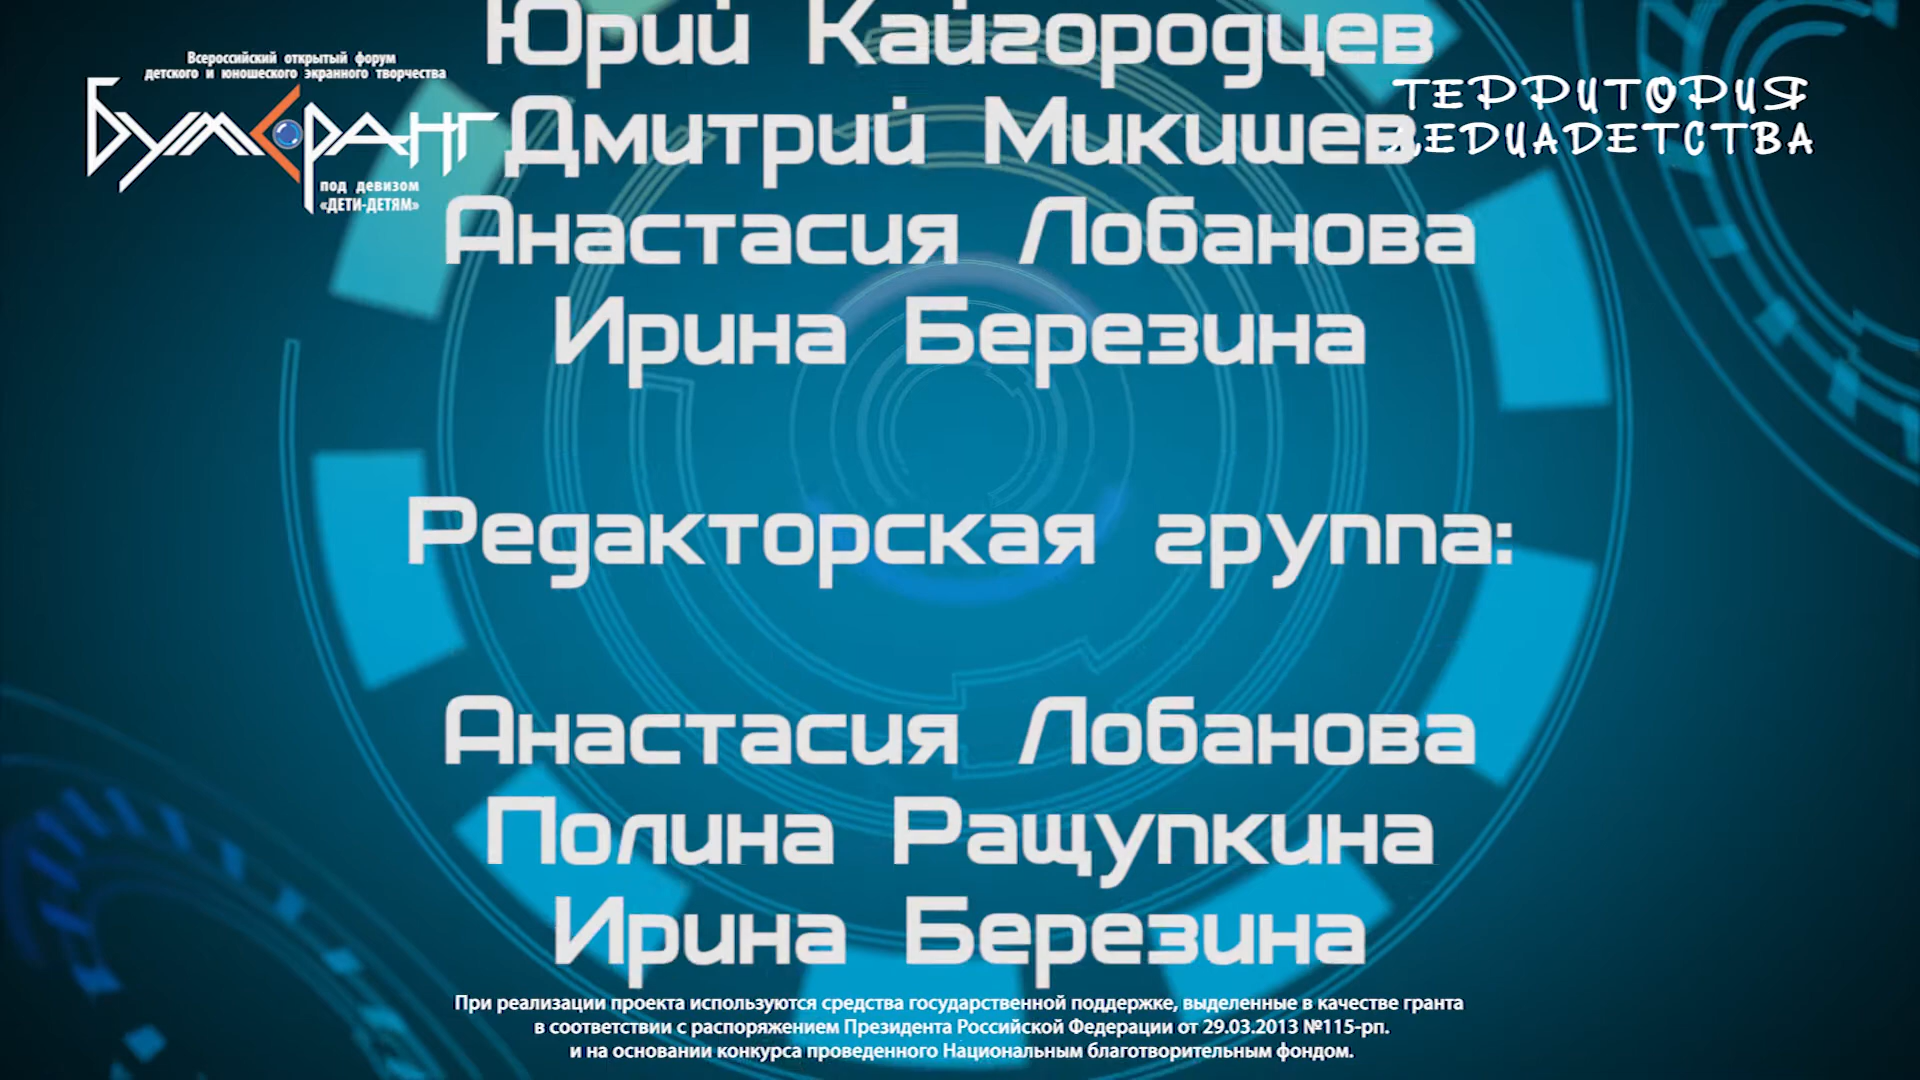 Юрий Кайгородцев
Всероссийский открытый форум
детского и юношеского экранного творчества
БУМЕРАНГ
под девизом
«ДЕТИ-ДЕТЯМ»
ТЕРРИТОРИЯ
МЕДИАДЕТСТВА
Дмитрий Микишев
Анастасия Лобанова
Ирина Березина
Редакторская группа:
Анастасия Лобанова
Полина Ращупкина
Ирина Березина
При реализации проекта используются средства государственной поддержке, выделенные в качестве гранта
в соответствии с распоряжением Президента Российской Федерации от 29.03.2013 №115-рп.
и на основании конкурса проведенного Национальным благотворительным фондом.